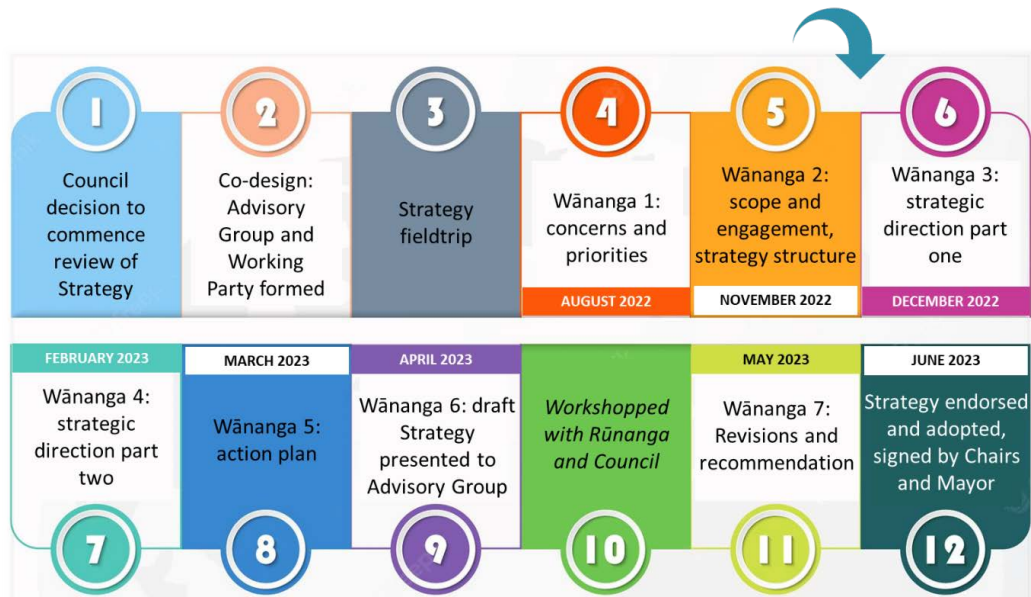 1
Council
decision to
commence
review of
Strategy
2
Co-design:
Advisory
Group and
Working
Party formed
3
Strategy
fieldtrip
4
Wānanga 1:
concerns and
priorities
AUGUST 2022
5
Wānanga 2:
scope and
engagement,
strategy structure
NOVEMBER 2022
6
Wānanga 3:
strategic
direction part
one
DECEMBER 2022
FEBRUARY 2023
Wānanga 4:
strategic
direction part
two
7
MARCH 2023
Wānanga 5:
action plan
8
APRIL 2023
Wānanga 6: draft
Strategy
presented to
Advisory Group
9
Workshopped
with Rūnanga
and Council
10
MAY 2023
Wānanga 7:
Revisions and
recommendation
11
JUNE 2023
Strategy endorsed
and adopted,
signed by Chairs
and Mayor
12